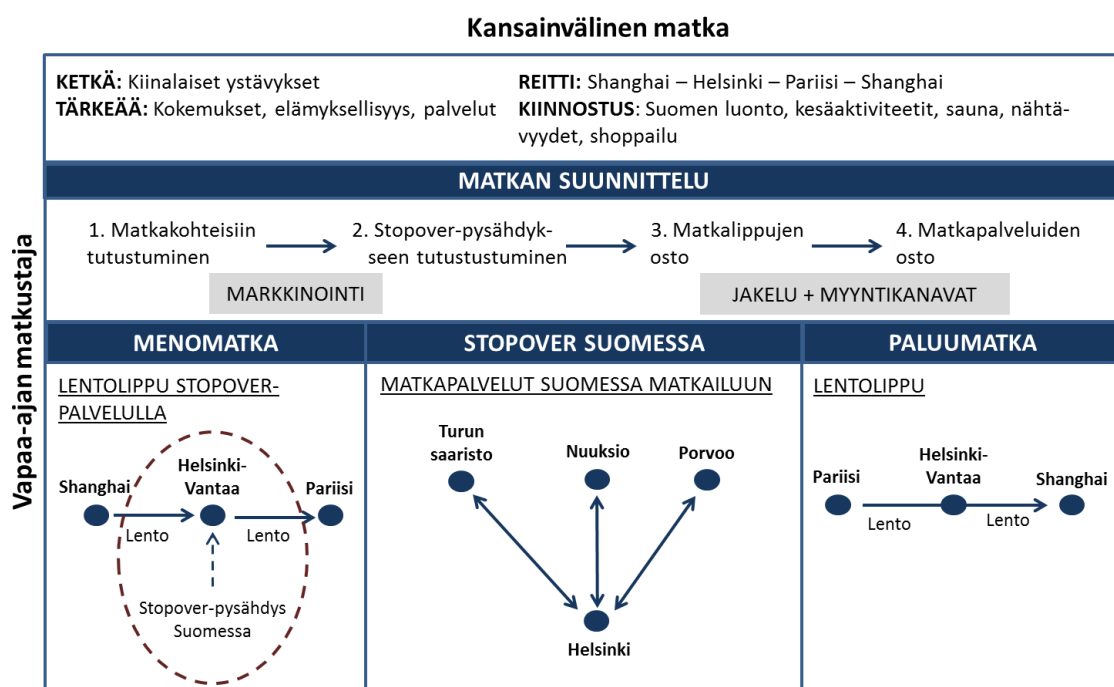 Kansainvälinen matka
Vapaa-ajan matkustaja
KETKÄ: Kiinalaiset ystävykset
TÄRKEÄÄ: Kokemukset, elämyksellisyys, palvelut
REITTI: Shanghai – Helsinki – Pariisi – Shanghai
KIINNOSTUS: Suomen luonto, kesäaktiviteetit, sauna, nähtä-
vyydet, shoppailu
MATKAN SUUNNITTELU
1. Matkakohteisiin
tutustuminen
2. Stopover-pysähdyk-
seen tutustustuminen
3. Matkalippujen
osto
4. Matkapalveluiden
osto
MARKKINOINTI
JAKELU + MYYNTIKANAVAT
MENOMATKA
LENTOLIPPU STOPOVER-
PALVELULLA
Shanghai
Helsinki-
Vantaa
Pariisi
Lento
Lento
Stopover-pysähdys
Suomessa
STOPOVER SUOMESSA
MATKAPALVELUT SUOMESSA MATKAILUUN
Turun
saaristo
Nuuksio
Porvoo
Helsinki
PALUUMATKA
LENTOLIPPU
Pariisi
Helsinki-
Vantaa
Shanghai
Lento
Lento